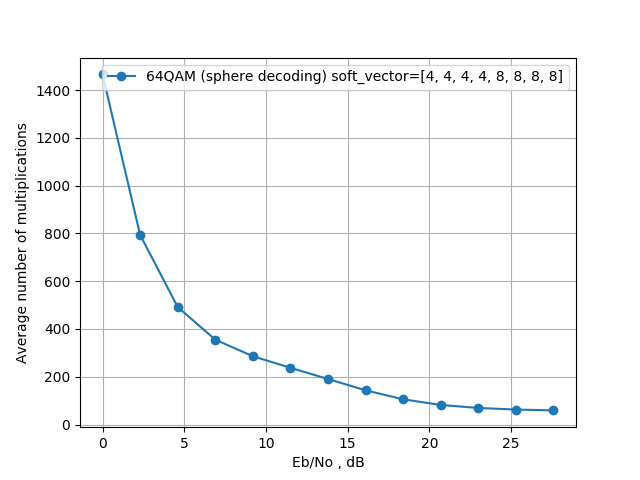 64QAM (sphere decoding) soft_vector=[4, 4, 4, 4, 8, 8, 8, 8]
1400
1200
1000
800
600
400
200
0
Average number of multiplications
0 5 10 15 20 25
Eb/No , dB